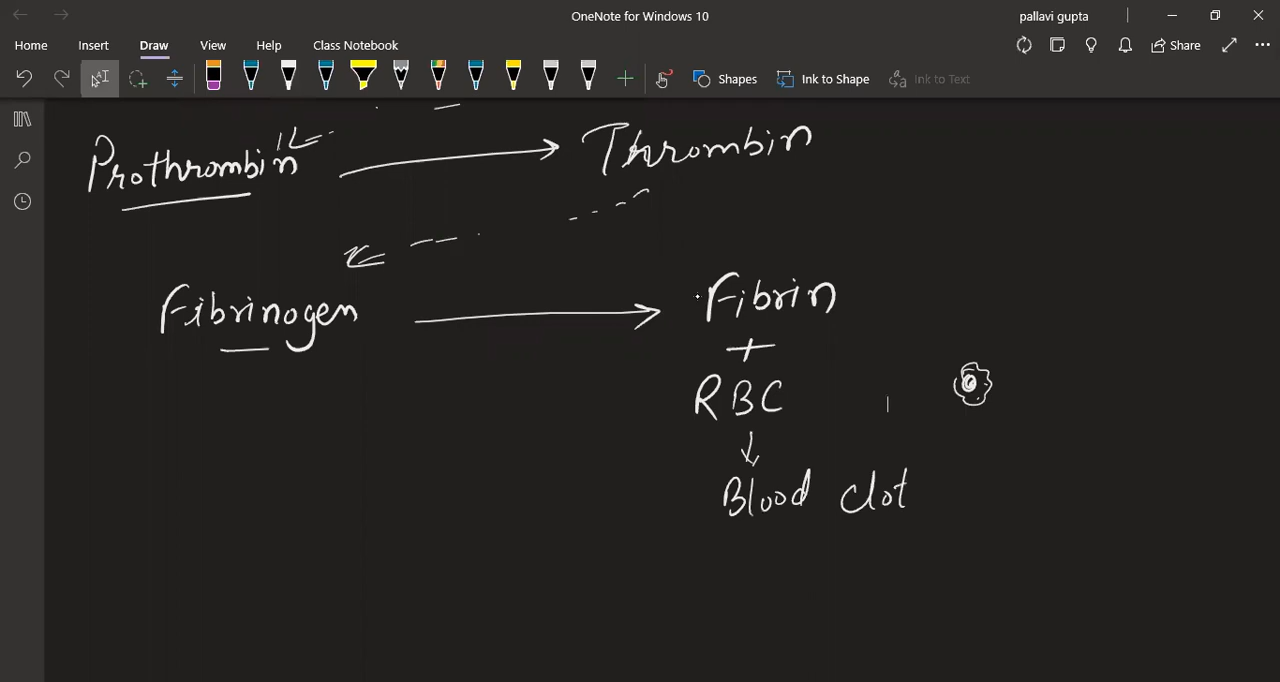 OneNote for Windows 10
pallavi gupta
Home Insert Draw View Help Class Notebook
Share
Shapes Ink to Shape Ink to Text
Prothrombin → Thrombin
Fibrinogen → Fibrin
+
RBC
↓
Blood clot